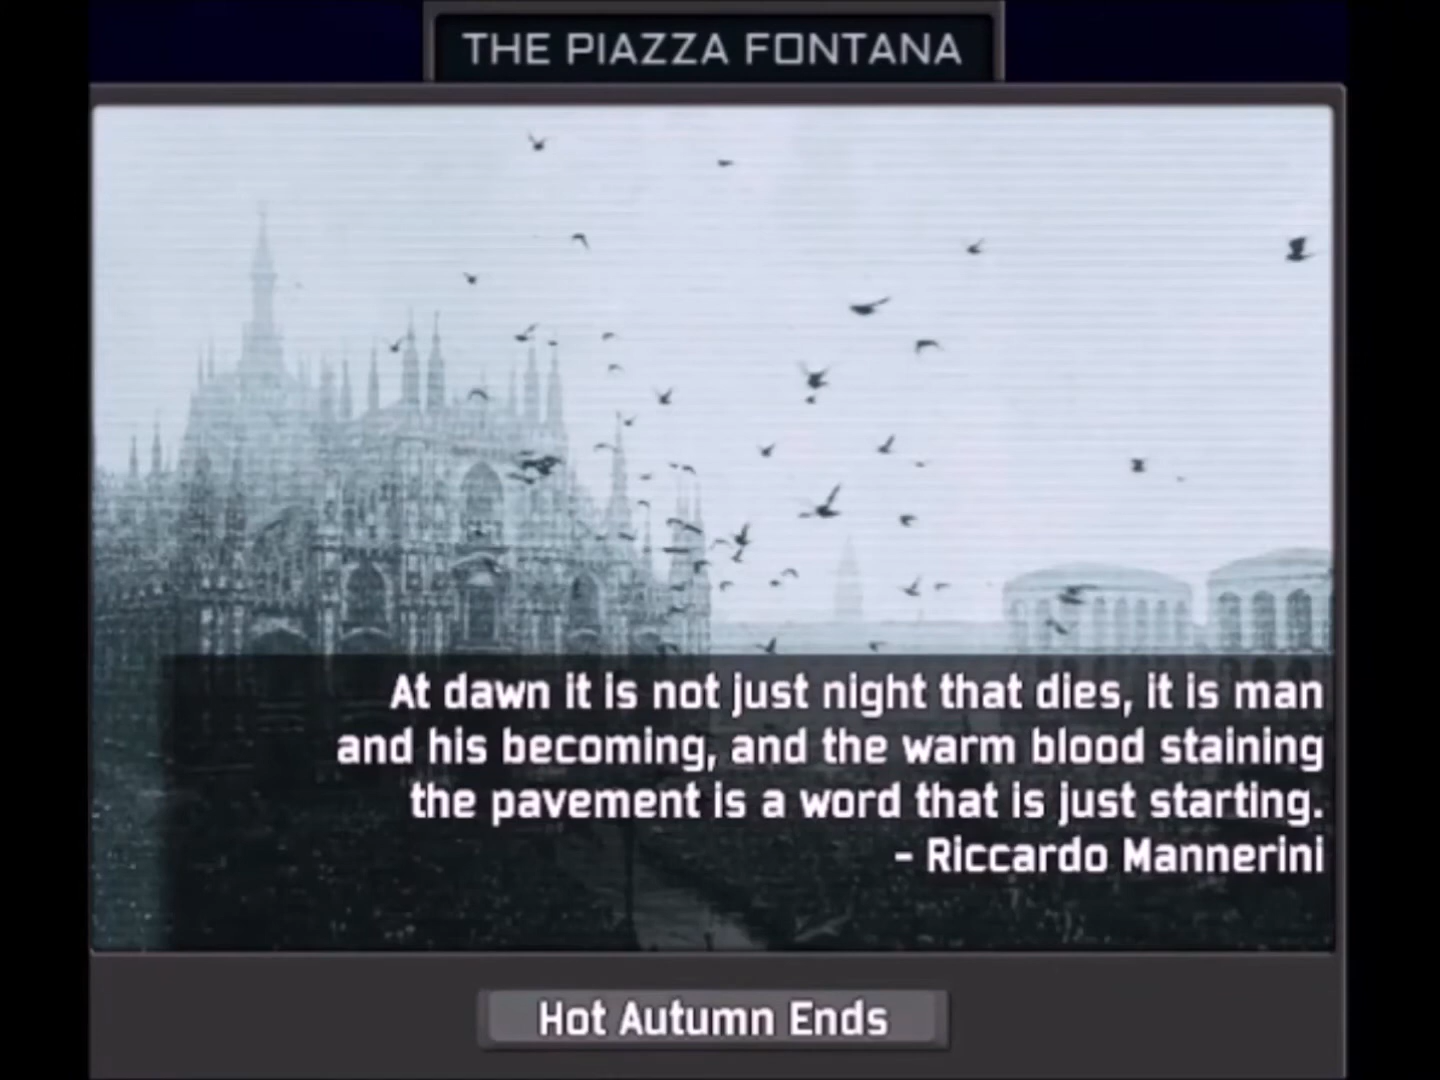 THE PIAZZA FONTANA
At dawn it is not just night that dies, it is man
and his becoming, and the warm blood staining
the pavement is a word that is just starting.
- Riccardo Mannerini
Hot Autumn Ends